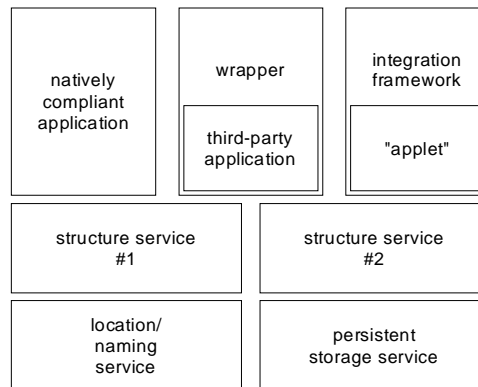 natively
compliant
application
wrapper
third-party
application
integration
framework
"applet"
structure service
#1
structure service
#2
location/
naming
service
persistent
storage service